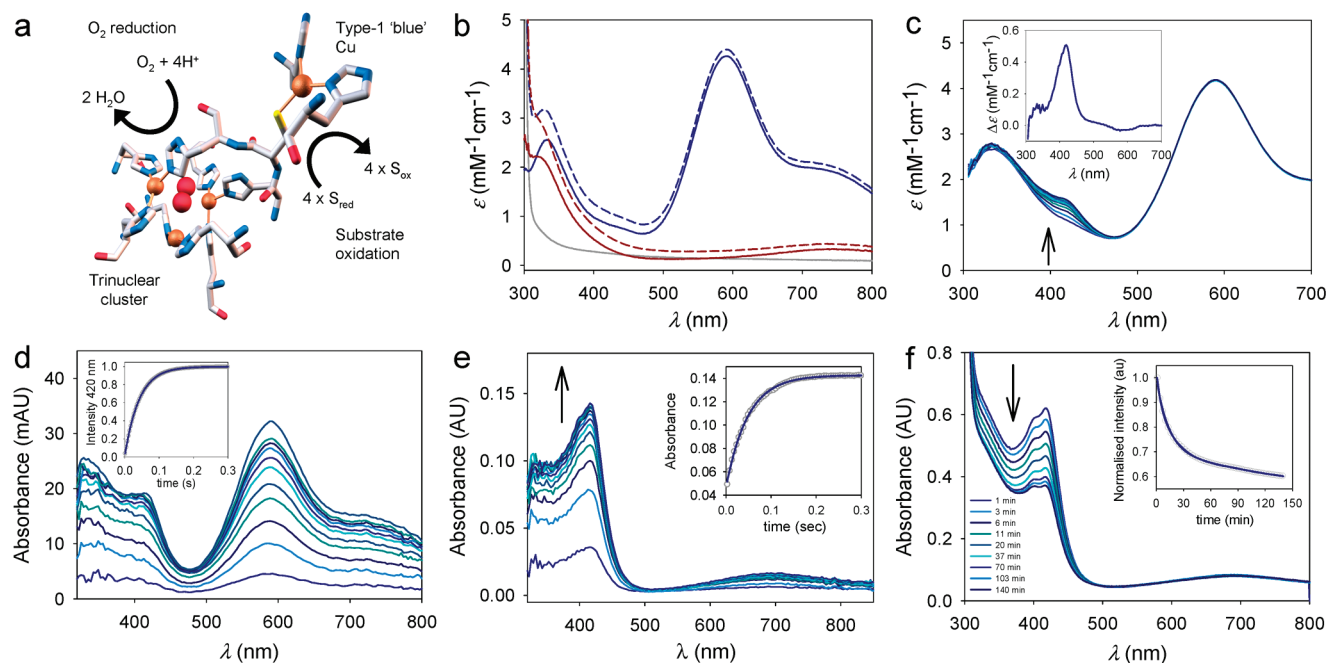 a
O₂ reduction
O₂ + 4H⁺
2 H₂O
Type-1 ‘blue’
Cu
4 x Sox
4 x Sred
Substrate
oxidation
Trinuclear
cluster
b
ε (mM⁻¹cm⁻¹)
5
4
3
2
1
0
300 400 500 600 700 800
λ (nm)
c
ε (mM⁻¹cm⁻¹)
5
4
3
2
1
0
300 400 500 600 700
λ (nm)
Δε (mM⁻¹cm⁻¹)
0.6
0.4
0.2
0.0
300 400 500 600 700
λ (nm)
d
Absorbance (mAU)
40
30
20
10
0
400 500 600 700 800
λ (nm)
Intensity 420 nm
1.0
0.8
0.6
0.4
0.2
0.0
0.0 0.1 0.2 0.3
time (s)
e
Absorbance (AU)
0.15
0.10
0.05
0.00
400 500 600 700 800
λ (nm)
Absorbance
0.14
0.12
0.10
0.08
0.06
0.04
0.0 0.1 0.2 0.3
time (sec)
f
Absorbance (AU)
0.8
0.6
0.4
0.2
0.0
300 400 500 600 700 800
λ (nm)
1 min
3 min
6 min
11 min
20 min
37 min
70 min
103 min
140 min
Normalised intensity (au)
1.0
0.9
0.8
0.7
0.6
0 30 60 90 120 150
time (min)